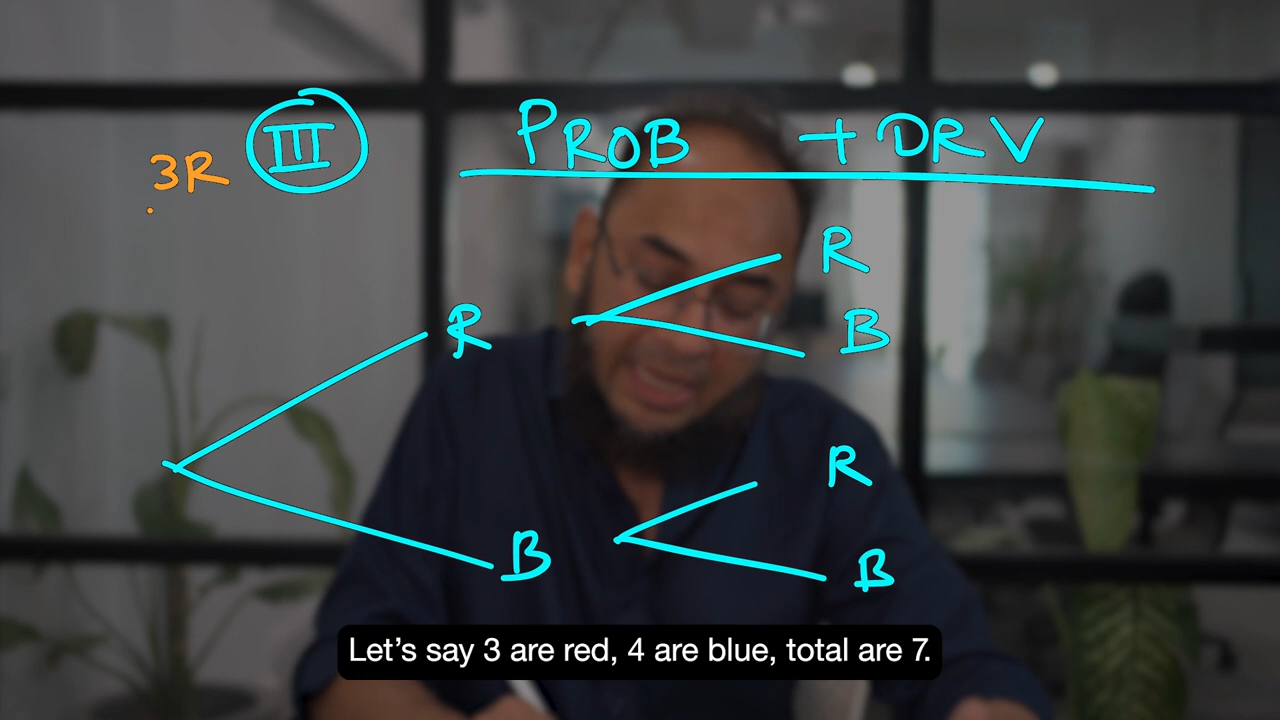 III PROB + DRV
3R
R
B
R
B
R
B
Let's say 3 are red, 4 are blue, total are 7.